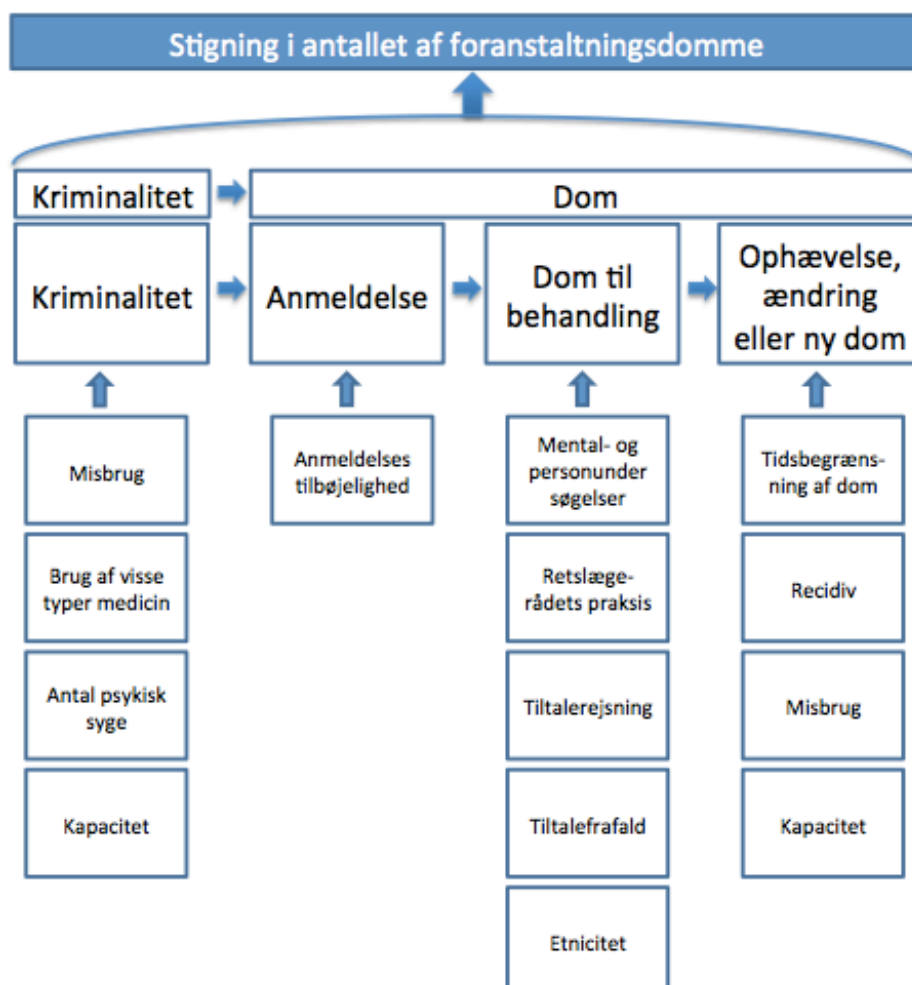 Stigning i antallet af foranstaltningsdomme
Kriminalitet
Dom
Kriminalitet
Anmeldelse
Dom til
behandling
Ophævelse,
ændring
eller ny dom
Misbrug
Brug af visse
typer medicin
Antal psykisk
syge
Kapacitet
Anmeldelses
tilbøjelighed
Mental- og
personunder
søgelser
Retslæge-
rådets praksis
Tiltalerejsning
Tiltalefrafald
Etnicitet
Tidsbegræns-
ning af dom
Recidiv
Misbrug
Kapacitet